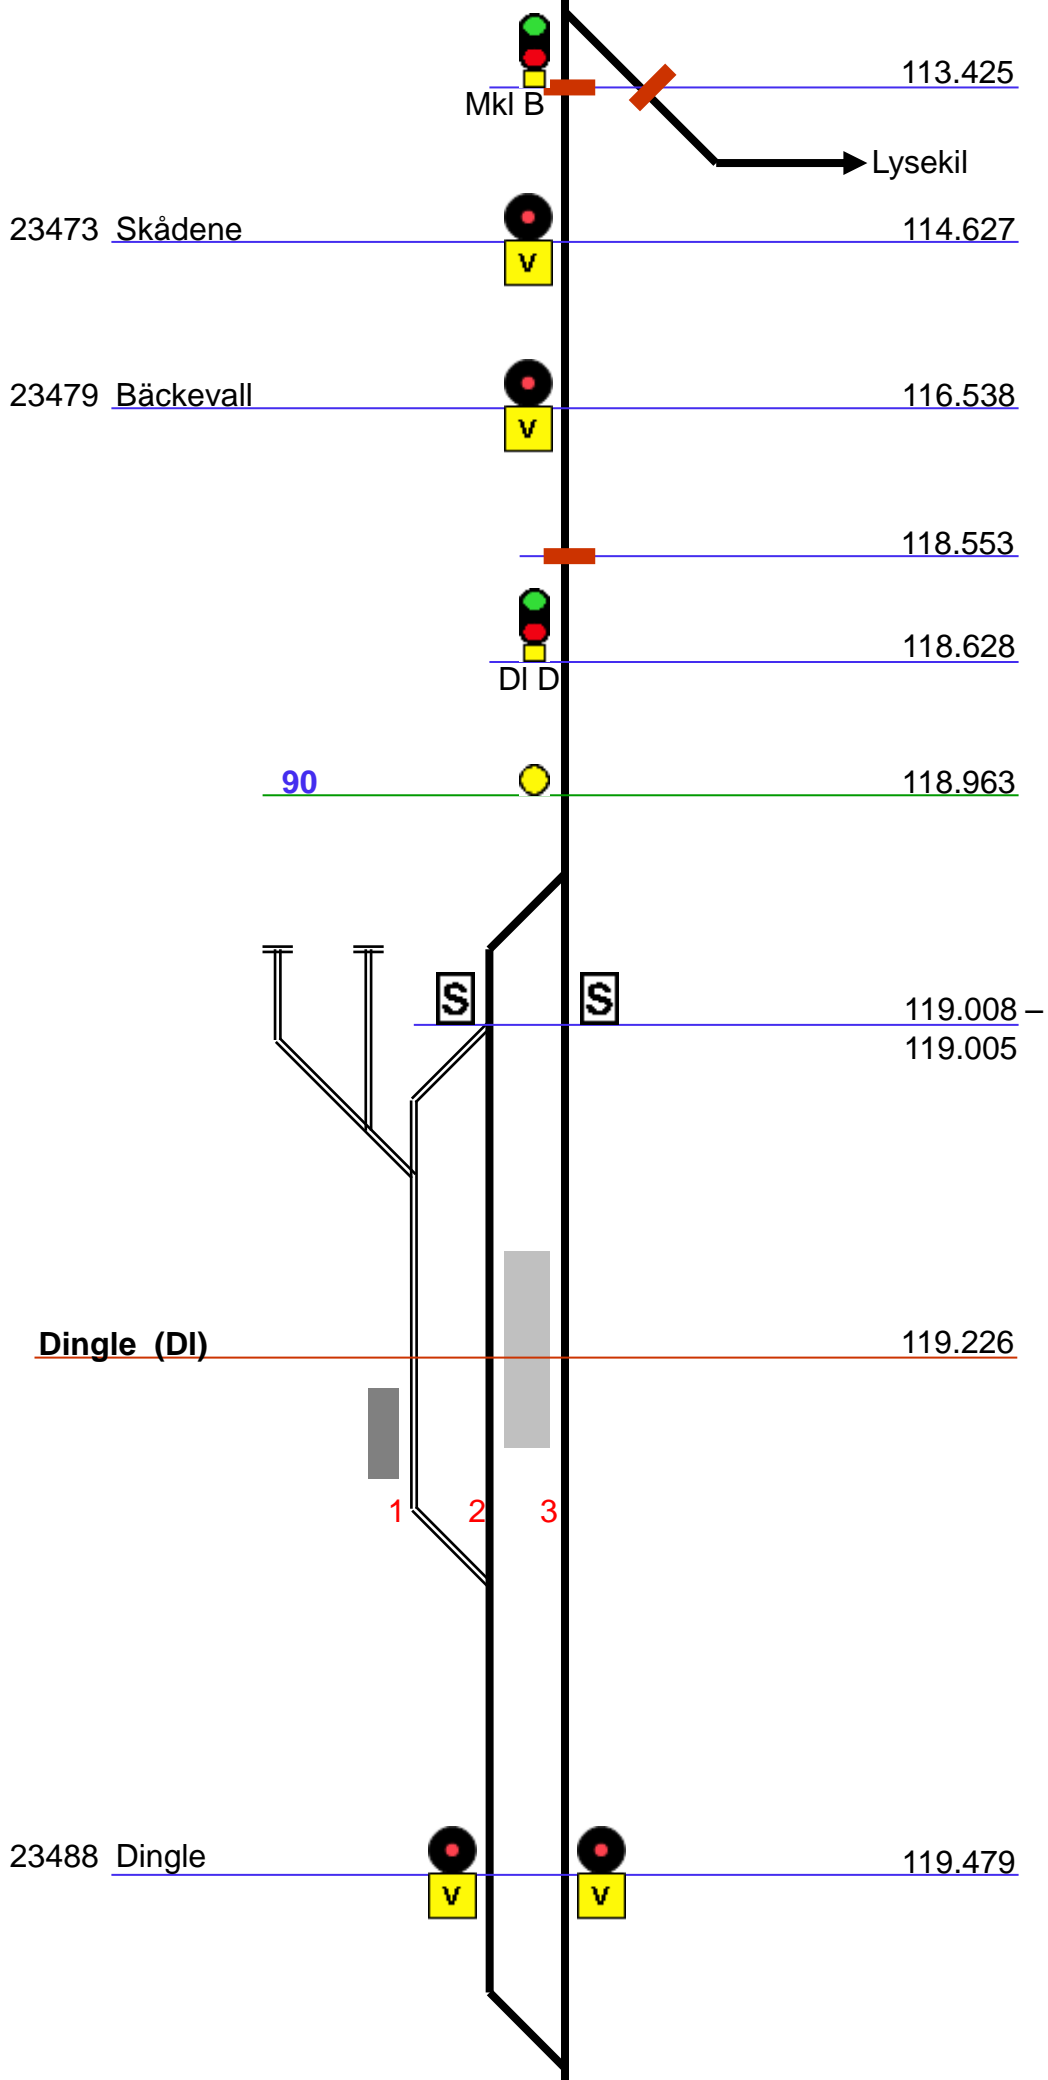 113.425
Mkl B
Lysekil
23473 Skådene 114.627
V
23479 Bäckevall 116.538
V
118.553
118.628
Dl D
90 118.963
S S 119.008 –
119.005
Dingle (Dl) 119.226
1 2 3
23488 Dingle 119.479
V V